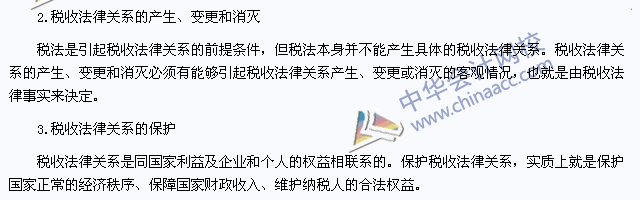 2.税收法律关系的产生、变更和消灭
税法是引起税收法律关系的前提条件，但税法本身并不能产生具体的税收法律关系。税收法律关
系的产生、变更和消灭必须有能够引起税收法律关系产生、变更或消灭的客观情况，也就是由税收法
律事实来决定。
3.税收法律关系的保护
税收法律关系是同国家利益及企业和个人的权益相联系的。保护税收法律关系，实质上就是保护
国家正常的经济秩序、保障国家财政收入、维护纳税人的合法权益。
中华会计网校
www.chinaacc.com